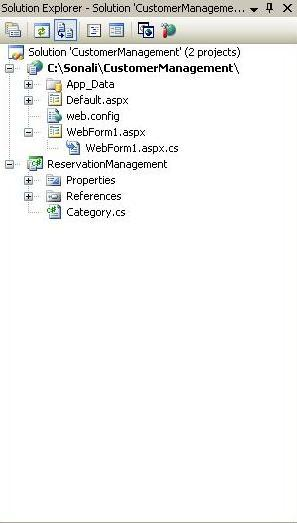 Solution Explorer - Solution 'CustomerManageme...
Solution 'CustomerManagement' (2 projects)
C:\Sonali\CustomerManagement\
App_Data
Default.aspx
web.config
WebForm1.aspx
WebForm1.aspx.cs
ReservationManagement
Properties
References
Category.cs